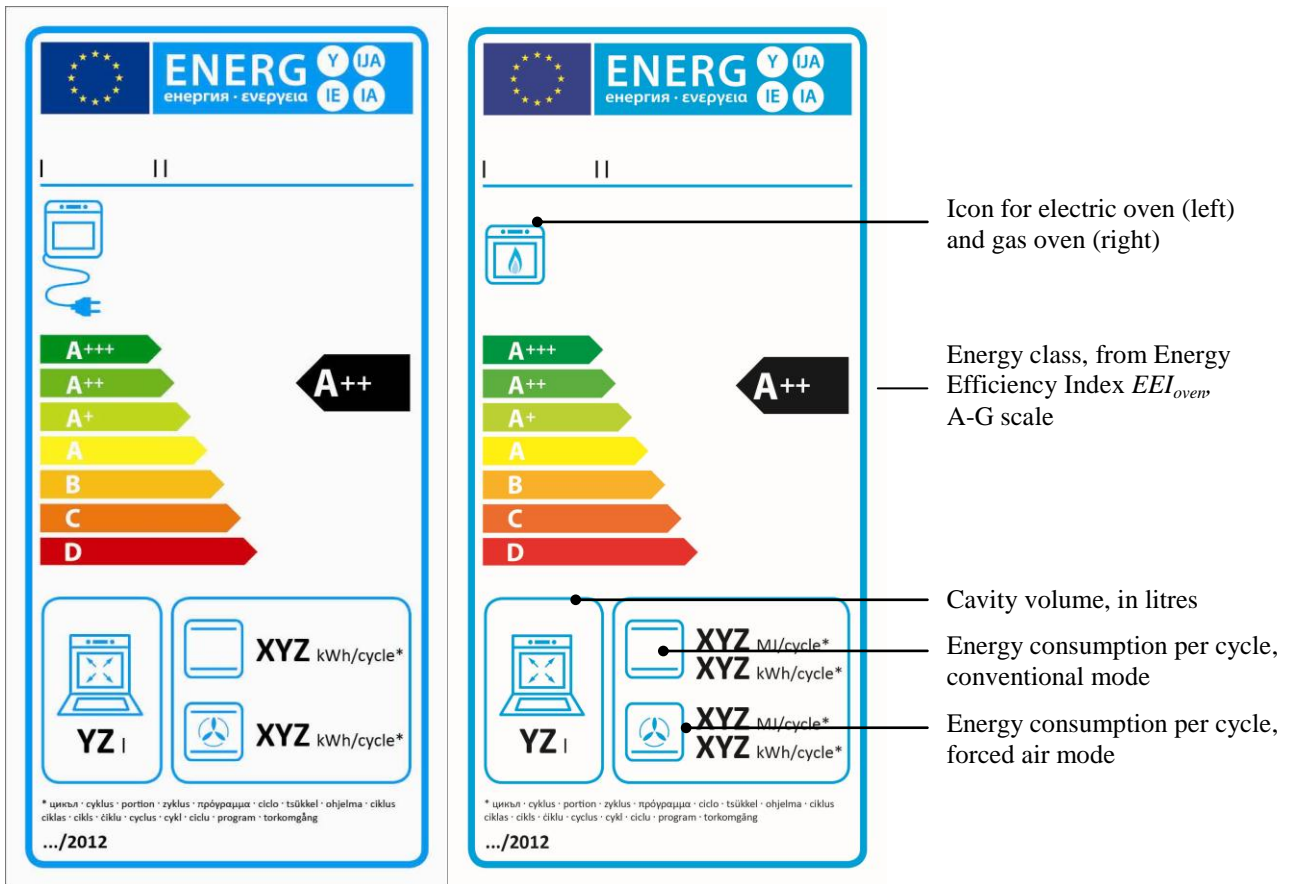 ENERG Y IJA
енергия · ενεργεια IE IA
I II
A+++
A++
A+
A
B
C
D
A++
YZ l
XYZ kWh/cycle*
XYZ kWh/cycle*
* цикъл · cyklus · portion · zyklus · πρόγραμμα · ciclo · tsükkel · ohjelma · ciklus
ciklas · cikls · ċiklu · cyclus · cykl · ciclu · program · torkomgång
.../2012
ENERG Y IJA
енергия · ενεργεια IE IA
I II
A+++
A++
A+
A
B
C
D
A++
YZ l
XYZ MJ/cycle*
XYZ kWh/cycle*
XYZ MJ/cycle*
XYZ kWh/cycle*
* цикъл · cyklus · portion · zyklus · πρόγραμμα · ciclo · tsükkel · ohjelma · ciklus
ciklas · cikls · ċiklu · cyclus · cykl · ciclu · program · torkomgång
.../2012
Icon for electric oven (left)
and gas oven (right)
Energy class, from Energy
Efficiency Index EEIoven,
A-G scale
Cavity volume, in litres
Energy consumption per cycle,
conventional mode
Energy consumption per cycle,
forced air mode